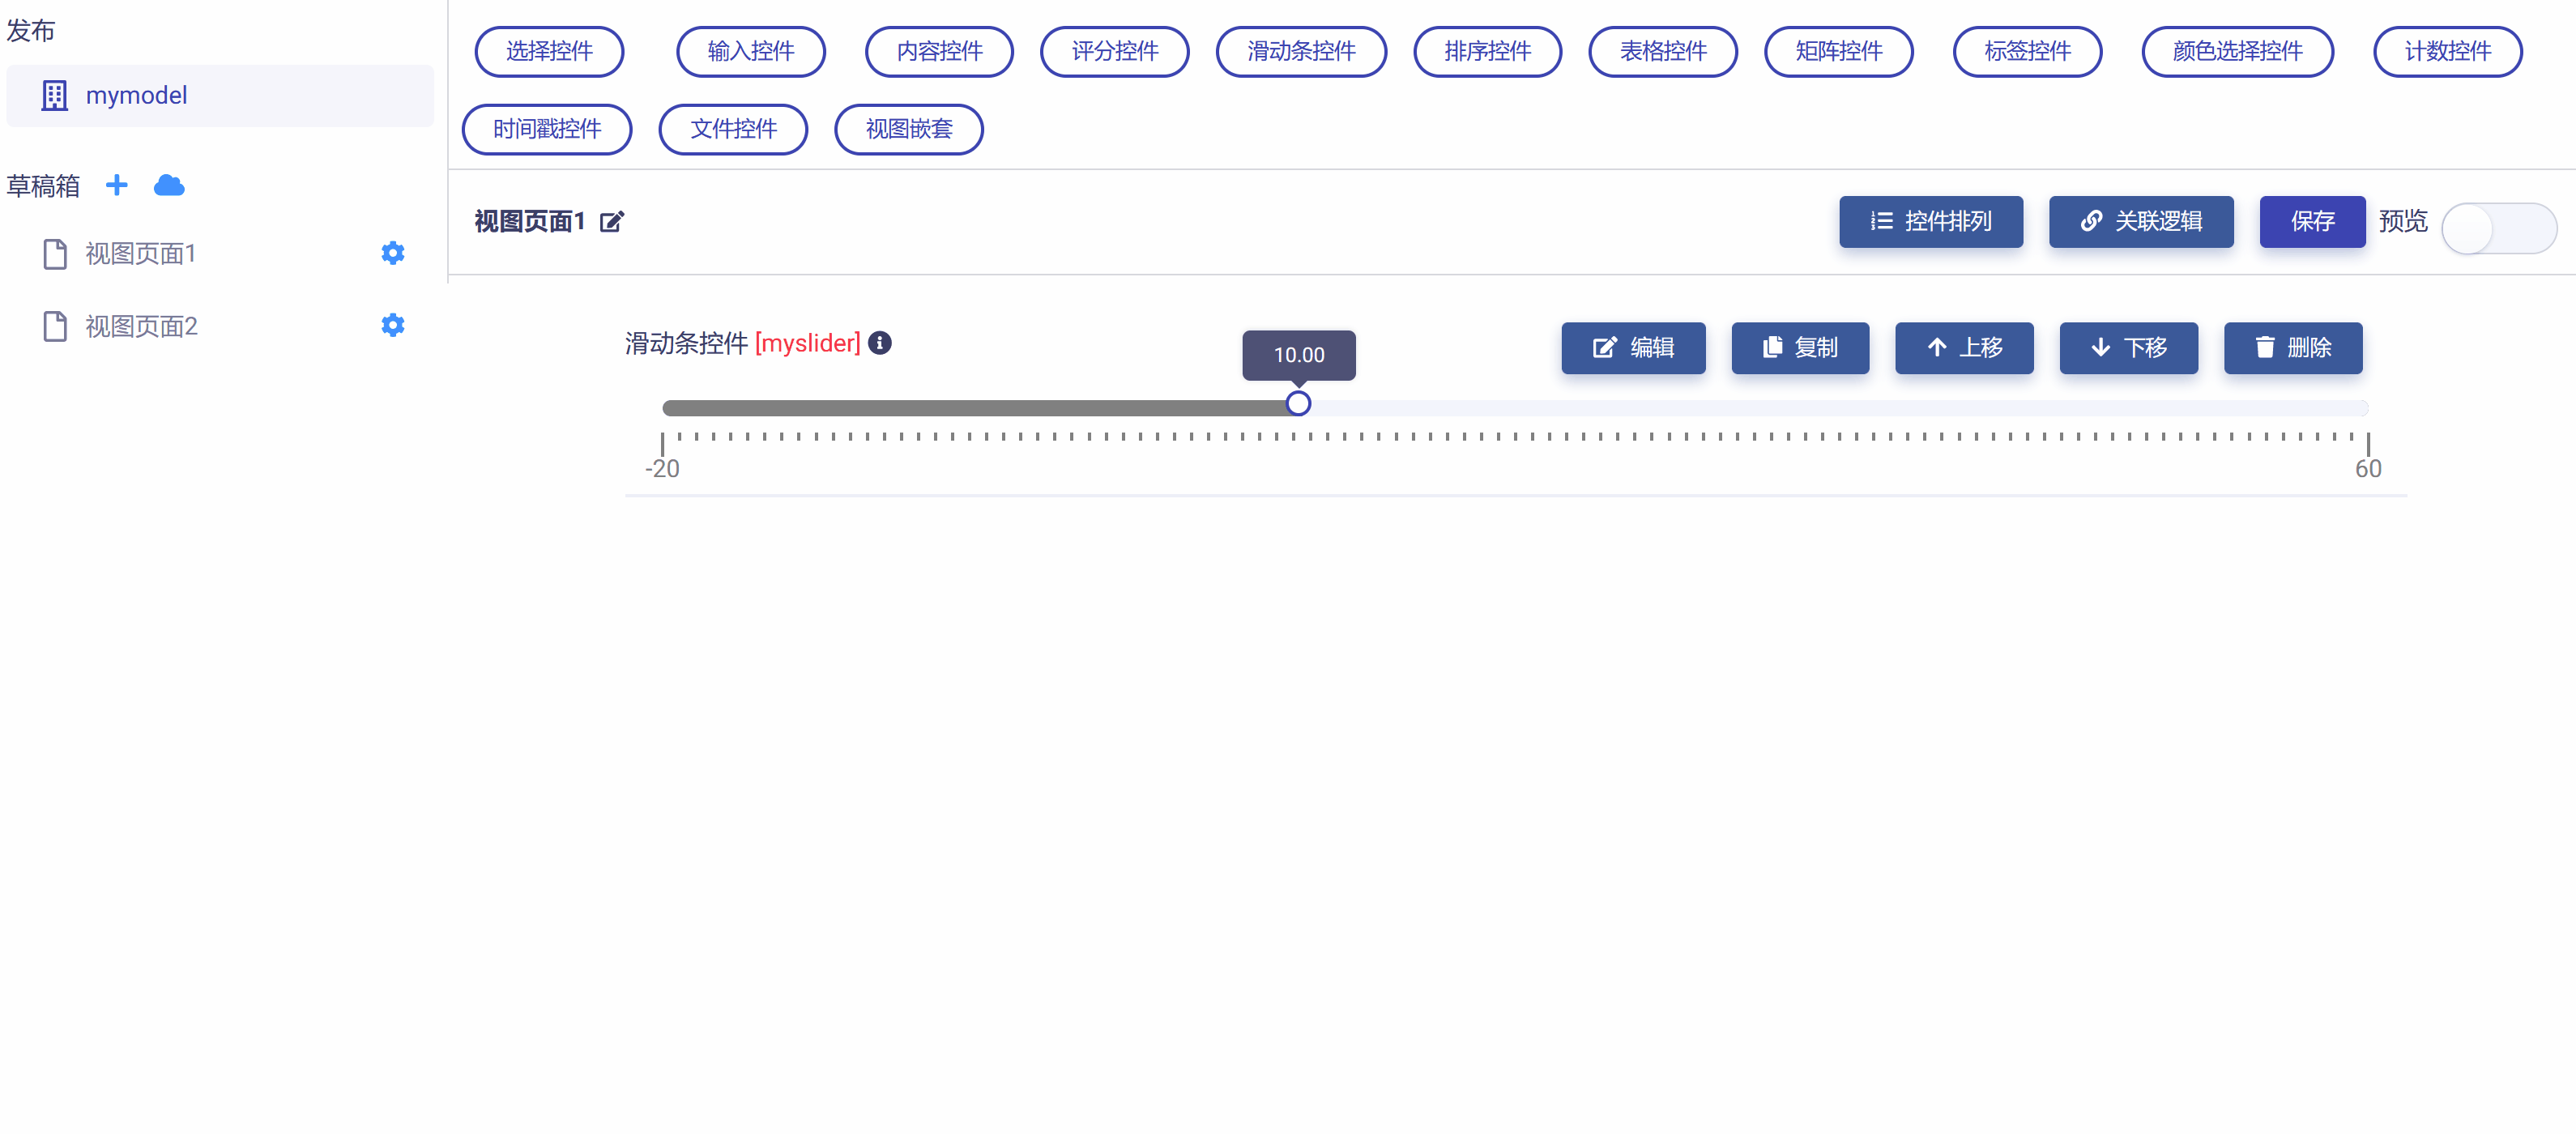 发布
mymodel
草稿箱
视图页面1
视图页面2
选择控件 输入控件 内容控件 评分控件 滑动条控件 排序控件 表格控件 矩阵控件 标签控件 颜色选择控件 计数控件
时间戳控件 文件控件 视图嵌套
视图页面1 控件排列 关联逻辑 保存 预览
滑动条控件 [myslider] 编辑 复制 上移 下移 删除
10.00
-20 60